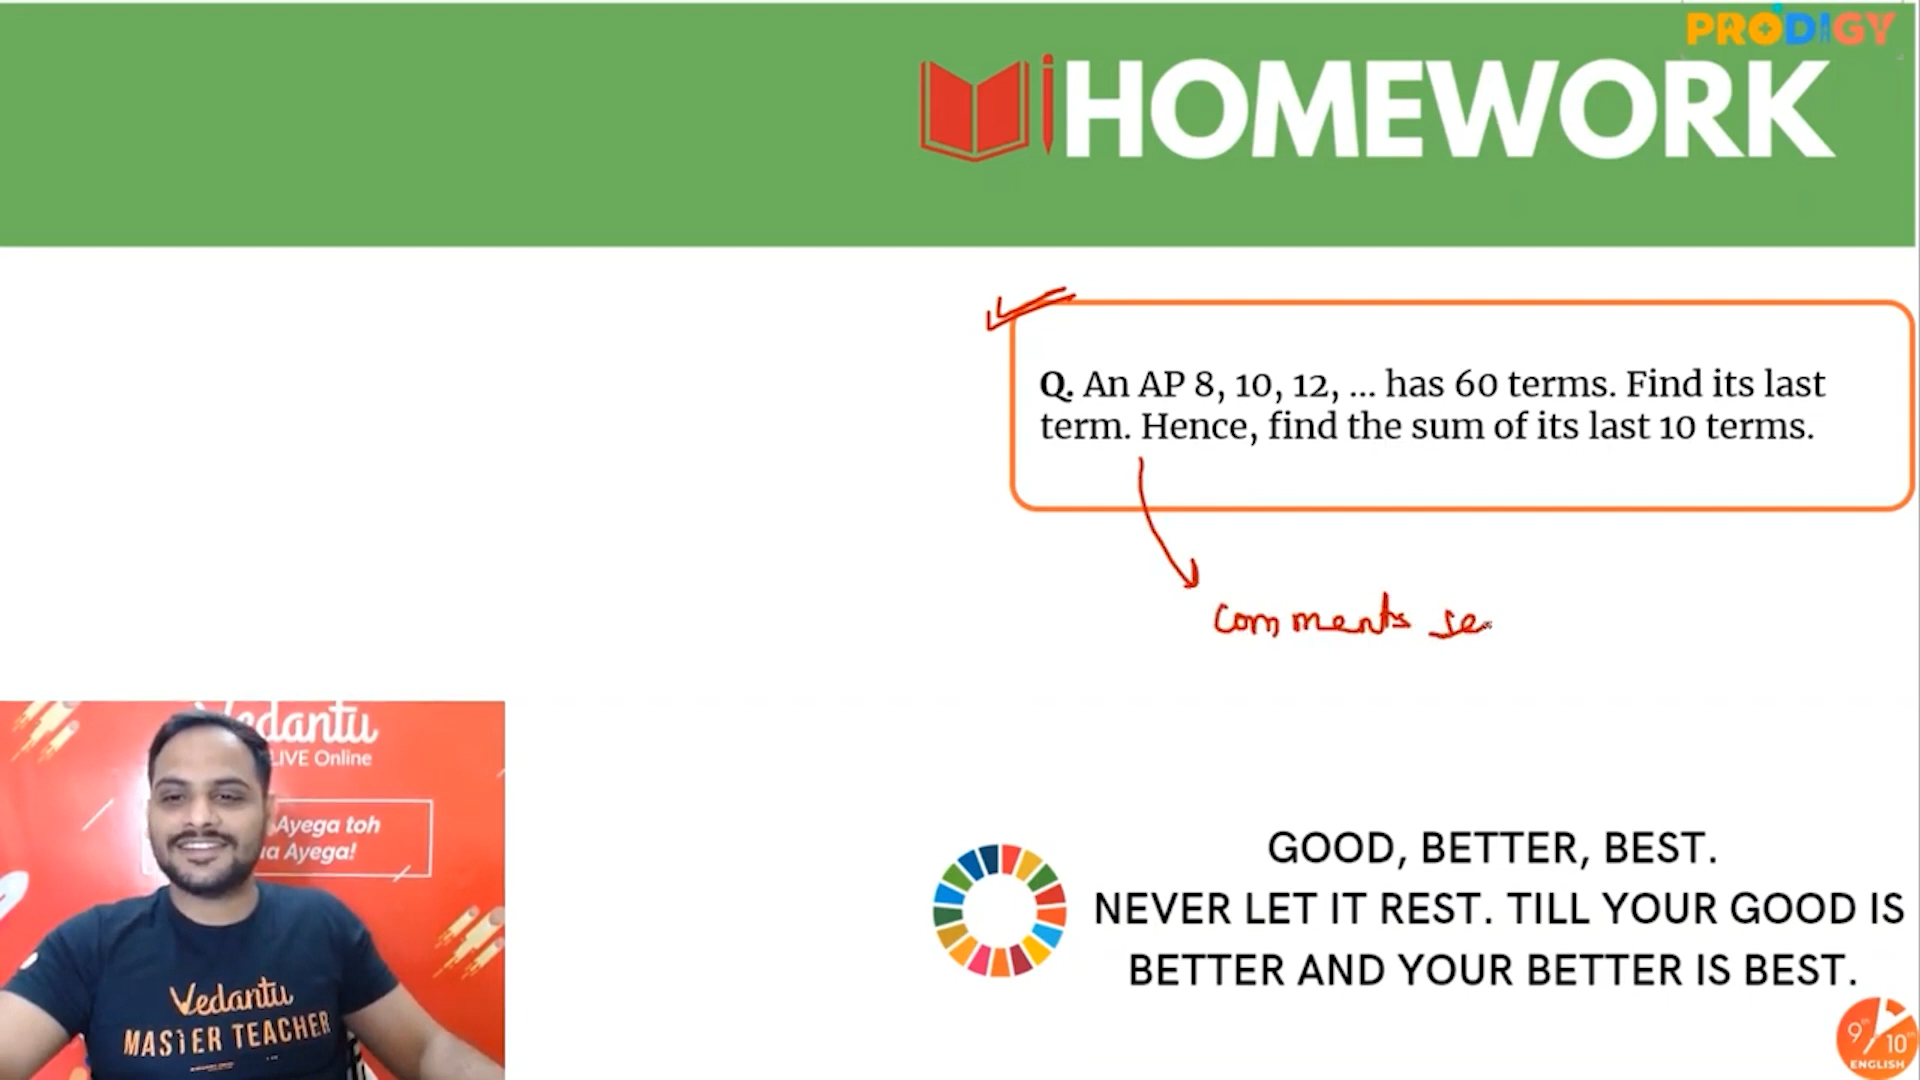 PRODIGY
HOMEWORK
Q. An AP 8, 10, 12, ... has 60 terms. Find its last
term. Hence, find the sum of its last 10 terms.
comments se
Vedantu
LIVE Online
Ayega toh
Ayega!
Vedantu
MASTER TEACHER
GOOD, BETTER, BEST.
NEVER LET IT REST. TILL YOUR GOOD IS
BETTER AND YOUR BETTER IS BEST.
9th
10th
ENGLISH